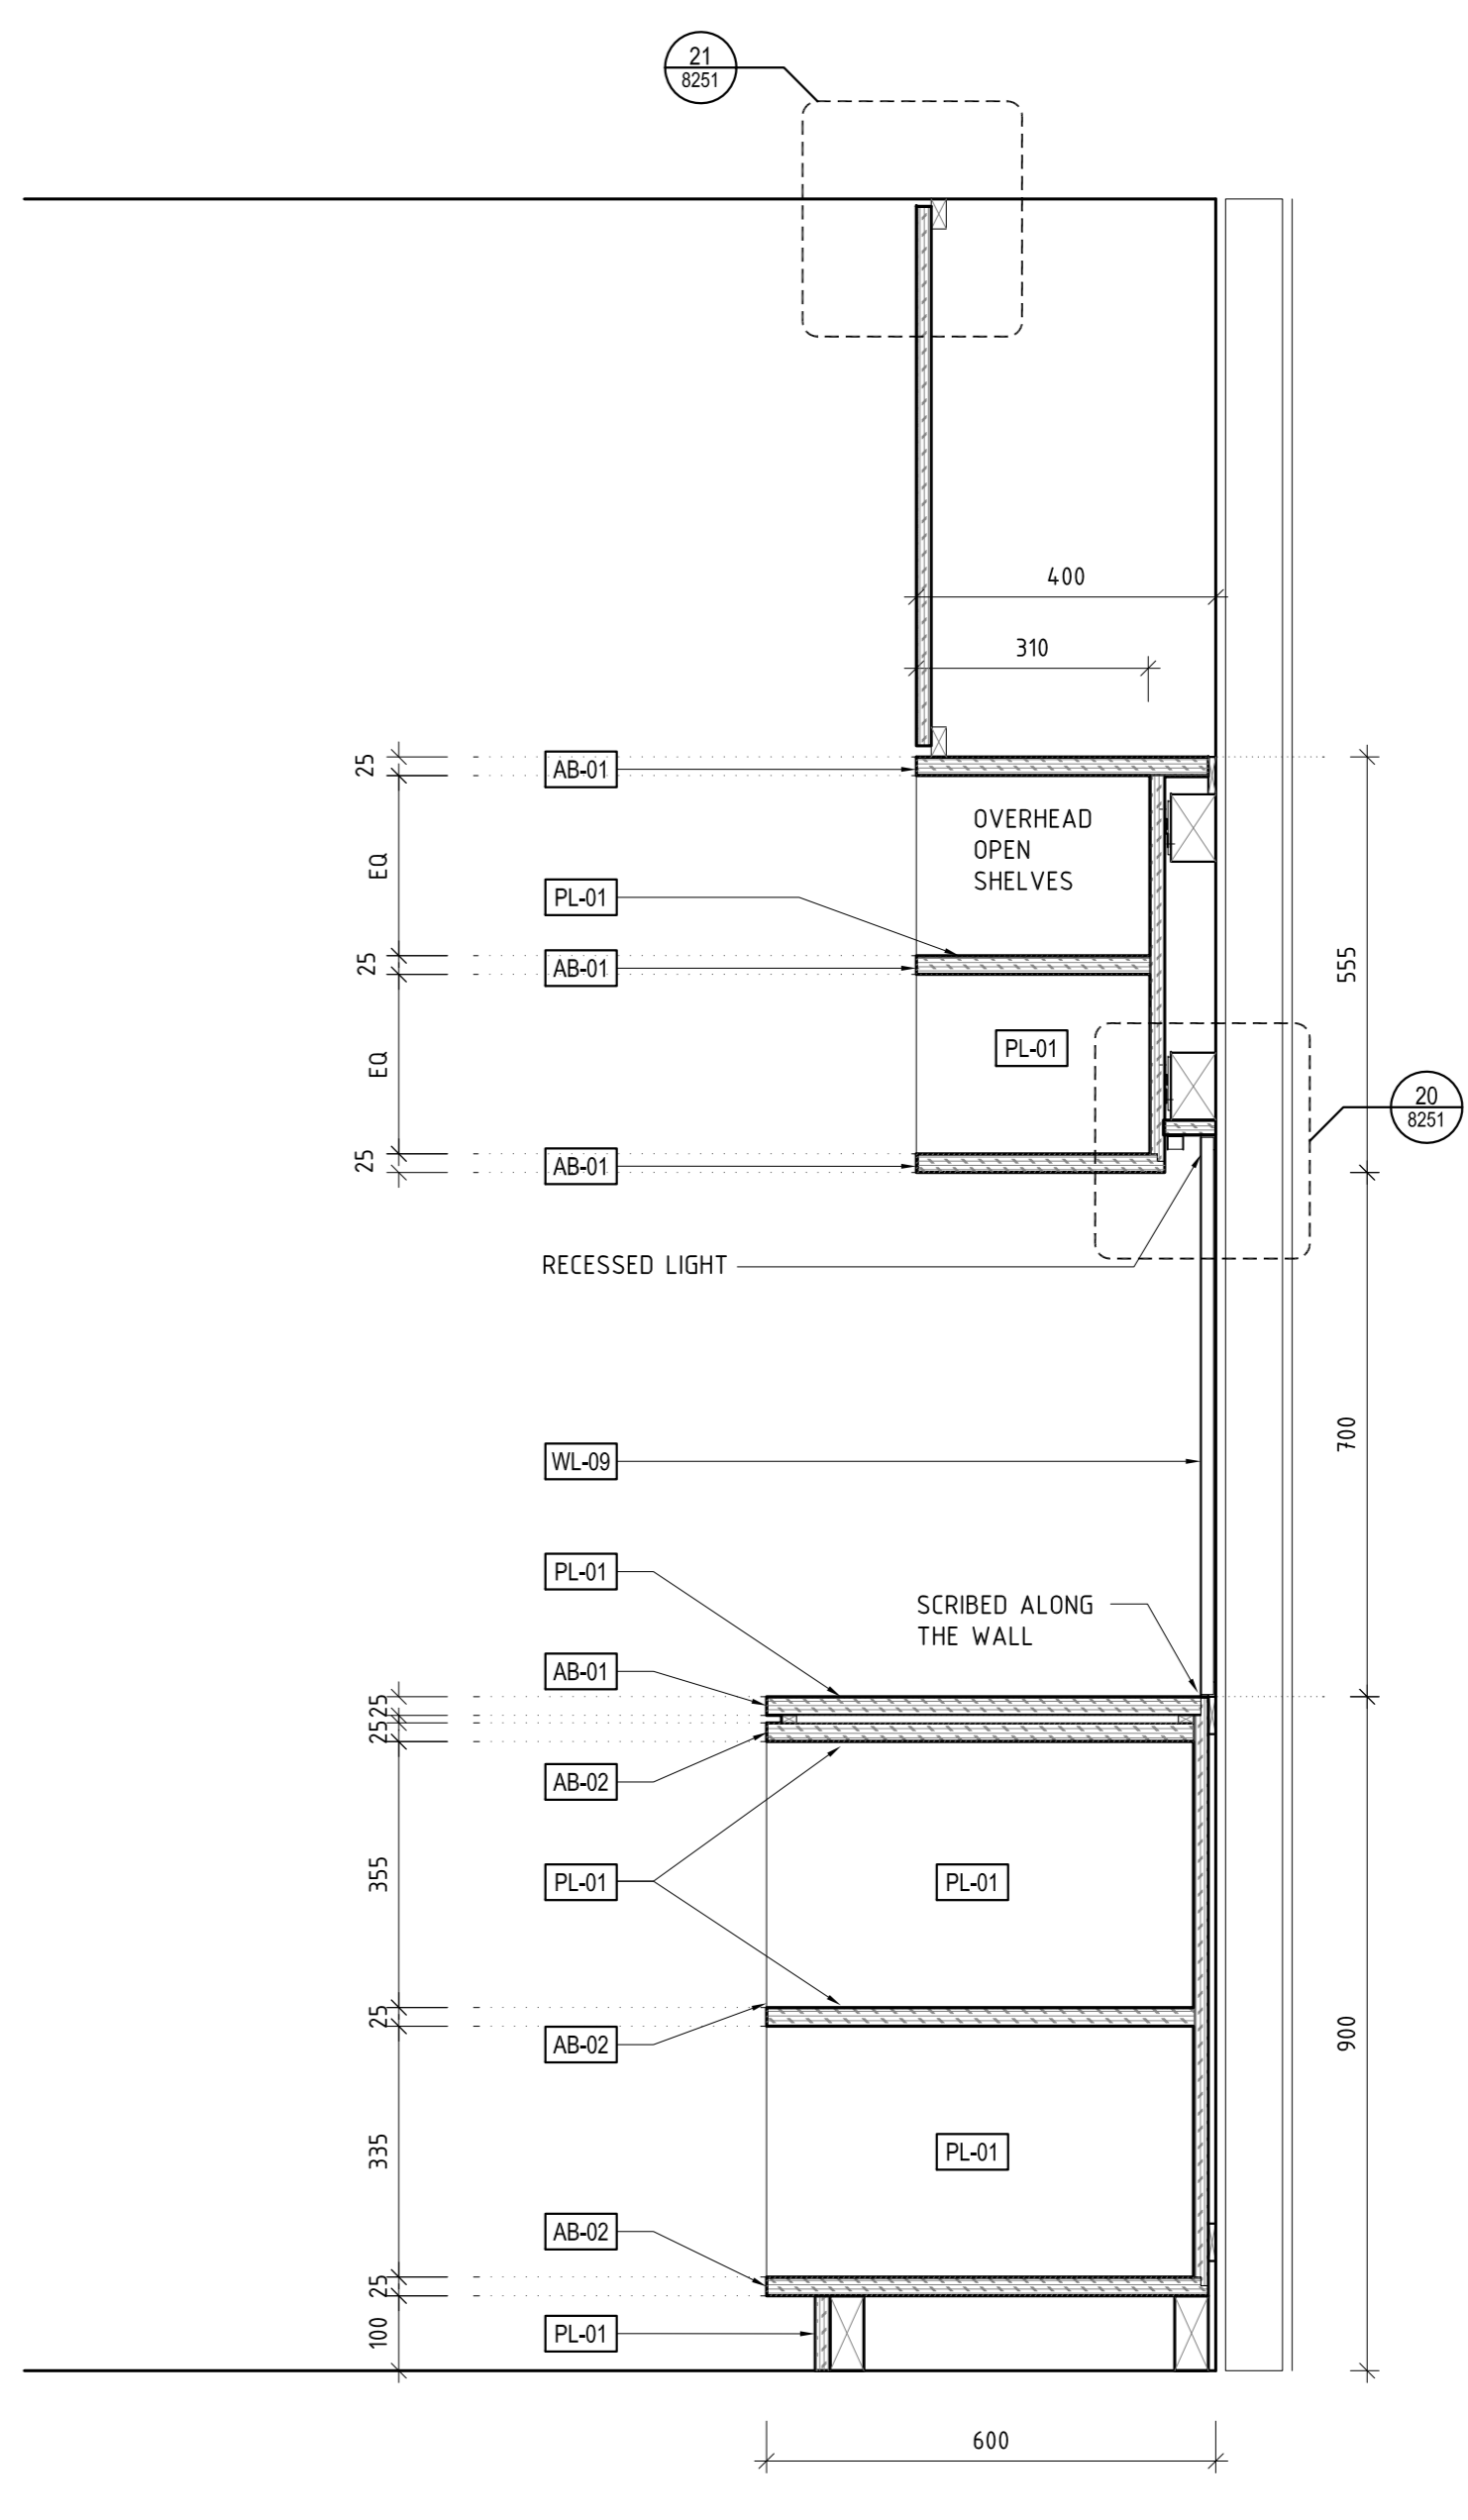 21
8251
400
310
25
AB-01
OVERHEAD
OPEN
SHELVES
EQ
PL-01
25
AB-01
555
EQ
PL-01
20
8251
25
AB-01
RECESSED LIGHT
700
WL-09
PL-01
SCRIBED ALONG
THE WALL
AB-01
25
25
AB-02
355
PL-01
PL-01
25
AB-02
900
335
PL-01
AB-02
25
100
PL-01
600